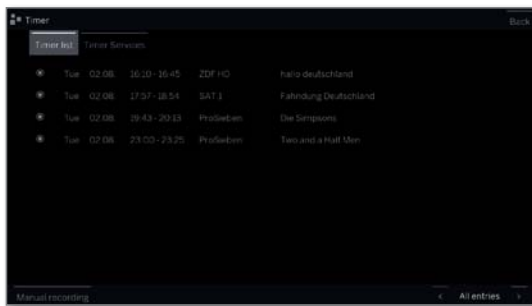 Timer
Back
Timer list Timer Services
Tue 02.08. 16:10 - 16:45 ZDF HD hallo deutschland
Tue 02.08. 17:57 - 18:54 SAT.1 Fahndung Deutschland
Tue 02.08. 19:43 - 20:13 ProSieben Die Simpsons
Tue 02.08. 23:00 - 23:25 ProSieben Two and a Half Men
Manual recording < All entries >